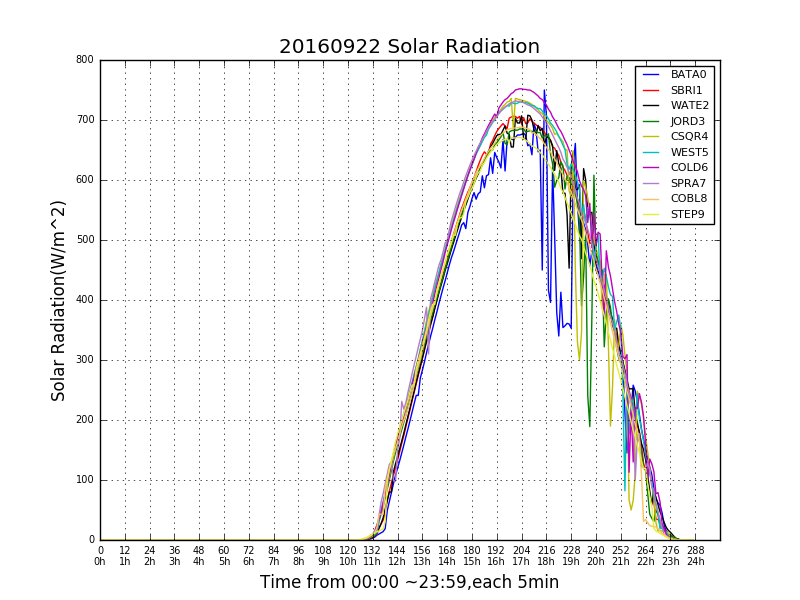 20160922 Solar Radiation
800
700
600
500
400
300
200
100
0
Solar Radiation(W/m^2)
BATA0
SBRI1
WATE2
JORD3
CSQR4
WEST5
COLD6
SPRA7
COBL8
STEP9
0 12 24 36 48 60 72 84 96 108 120 132 144 156 168 180 192 204 216 228 240 252 264 276 288
0h 1h 2h 3h 4h 5h 6h 7h 8h 9h 10h 11h 12h 13h 14h 15h 16h 17h 18h 19h 20h 21h 22h 23h 24h
Time from 00:00 ~23:59,each 5min